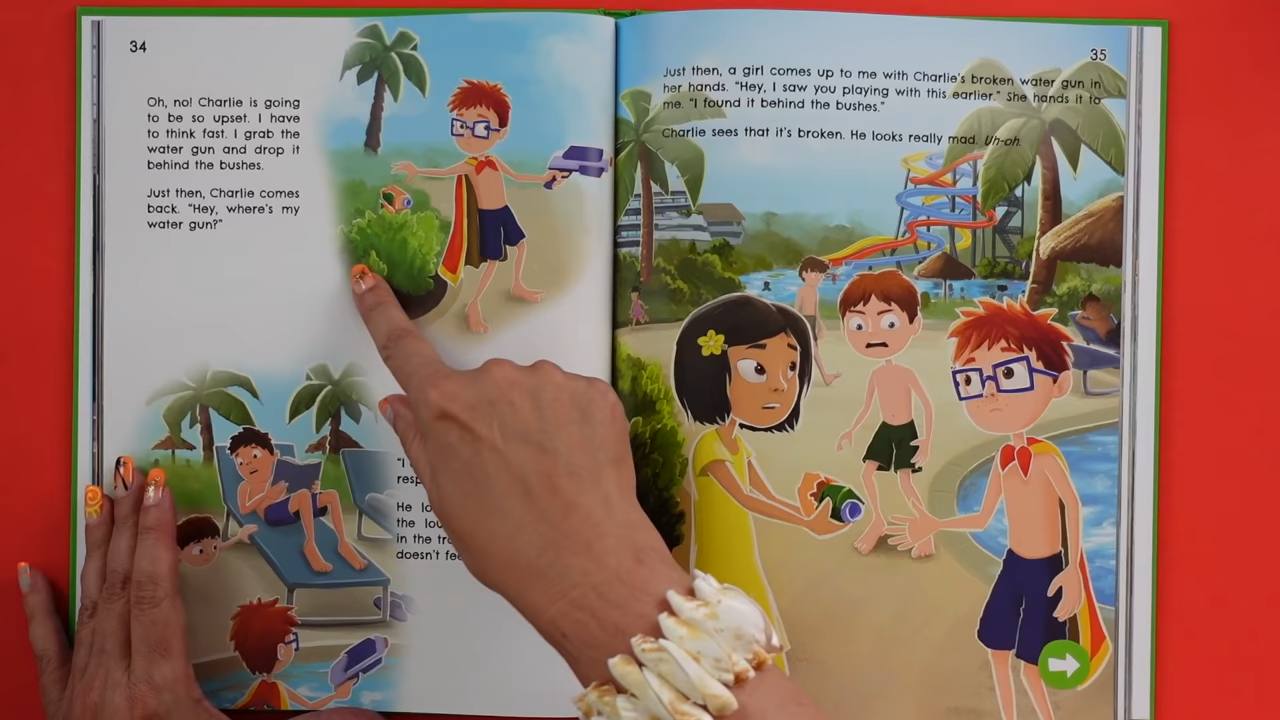 34
Oh, no! Charlie is going
to be so upset. I have
to think fast. I grab the
water gun and drop it
behind the bushes.
Just then, Charlie comes
back. "Hey, where's my
water gun?"
"I
He
the
in the
doesn't
35
Just then, a girl comes up to me with Charlie's broken water gun in
her hands. "Hey, I saw you playing with this earlier." She hands it to
me. "I found it behind the bushes."
Charlie sees that it's broken. He looks really mad. Uh-oh.